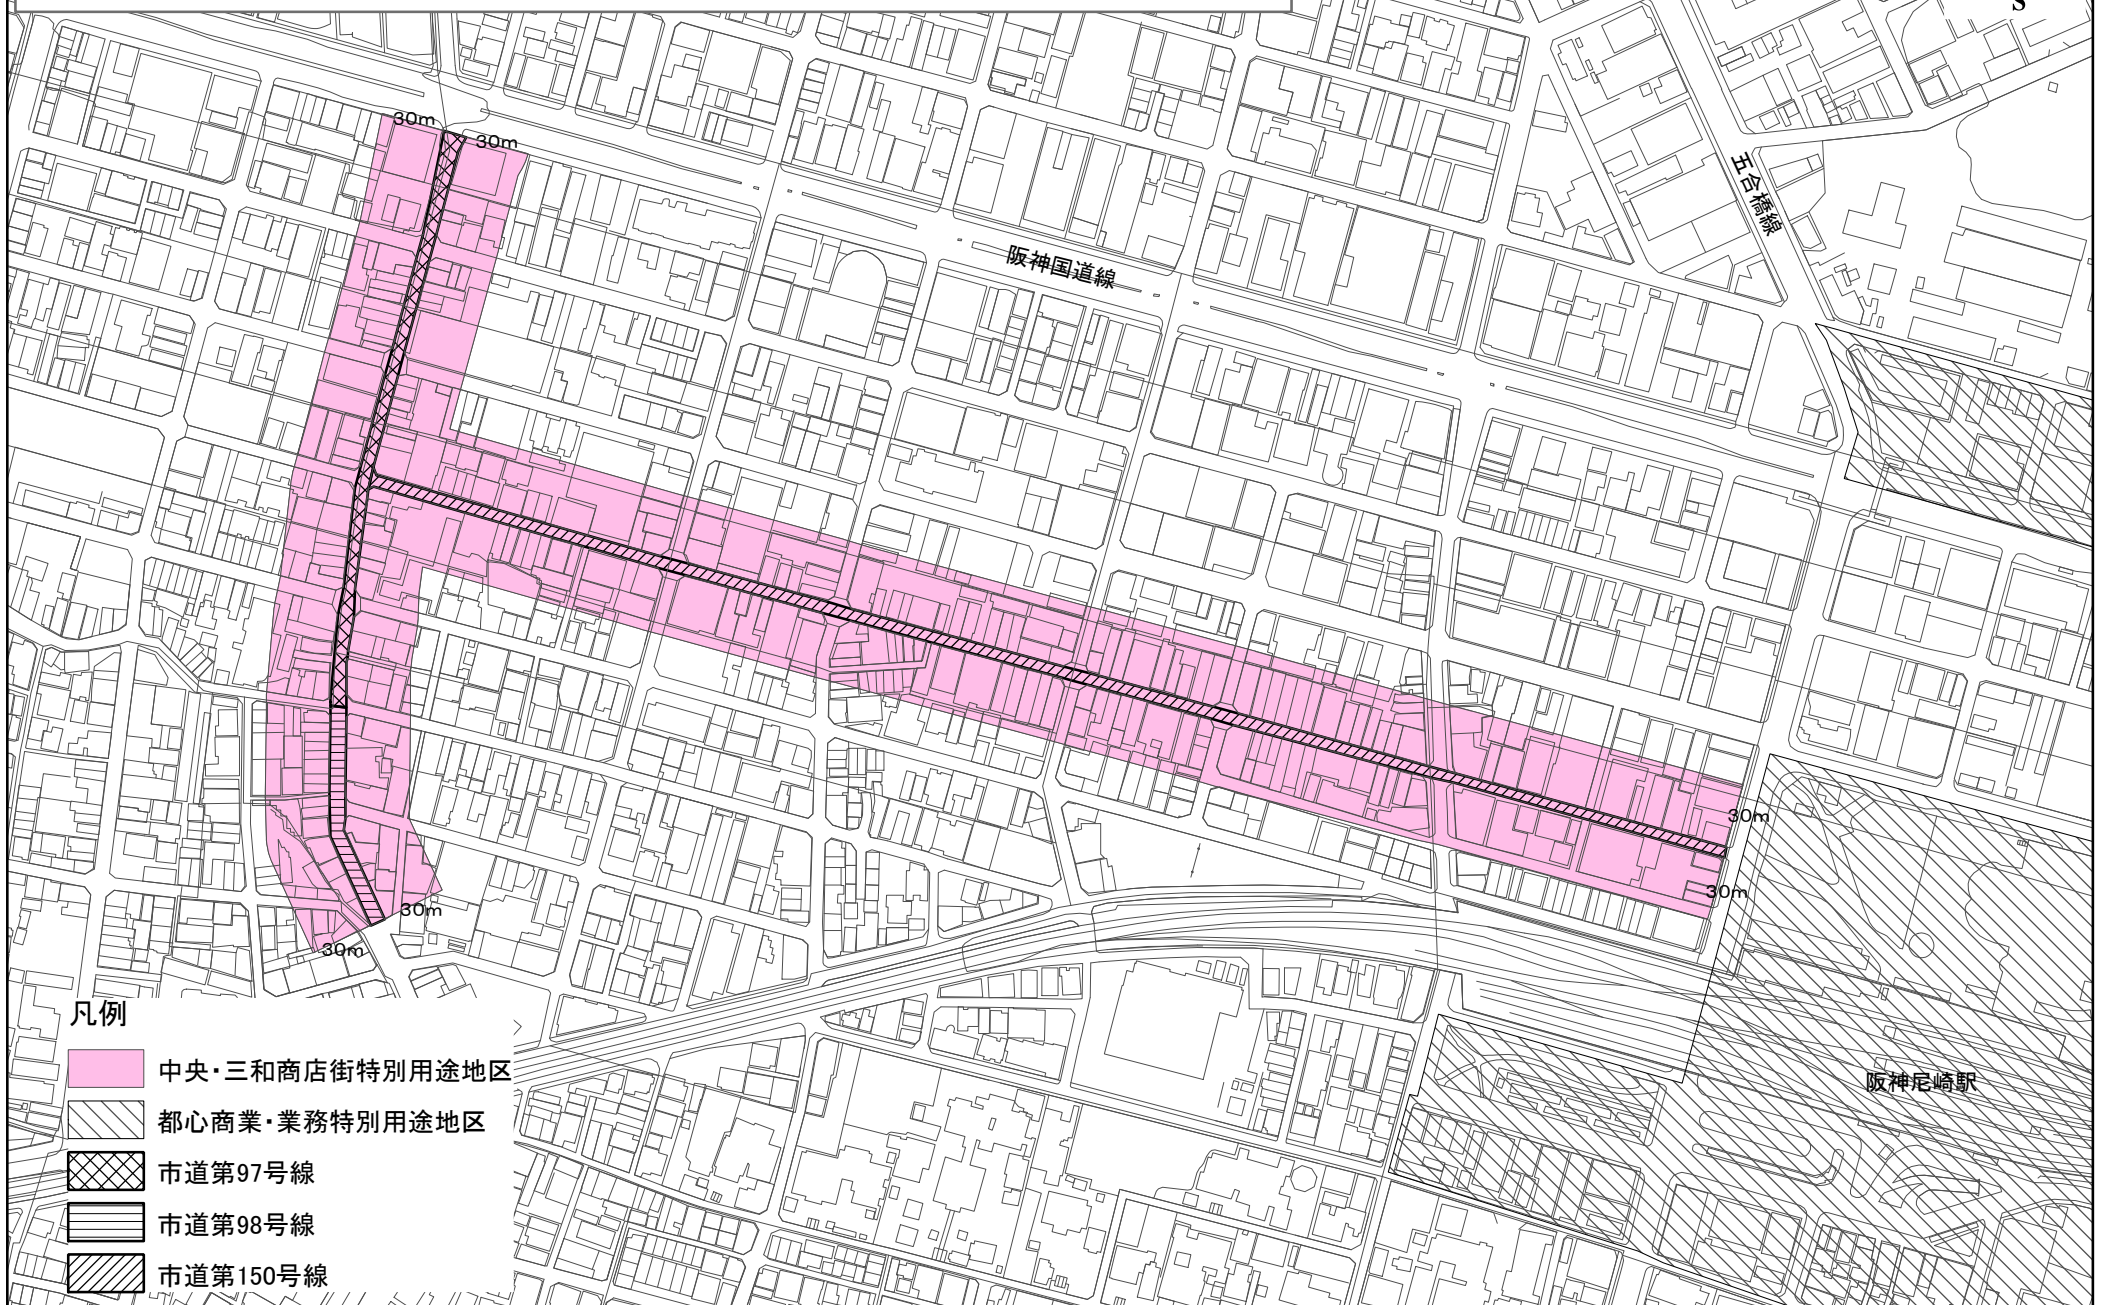 S
30m
30m
五合橋線
阪神国道線
30m
30m
30m
30m
阪神尼崎駅
凡例
中央・三和商店街特別用途地区
都心商業・業務特別用途地区
市道第97号線
市道第98号線
市道第150号線